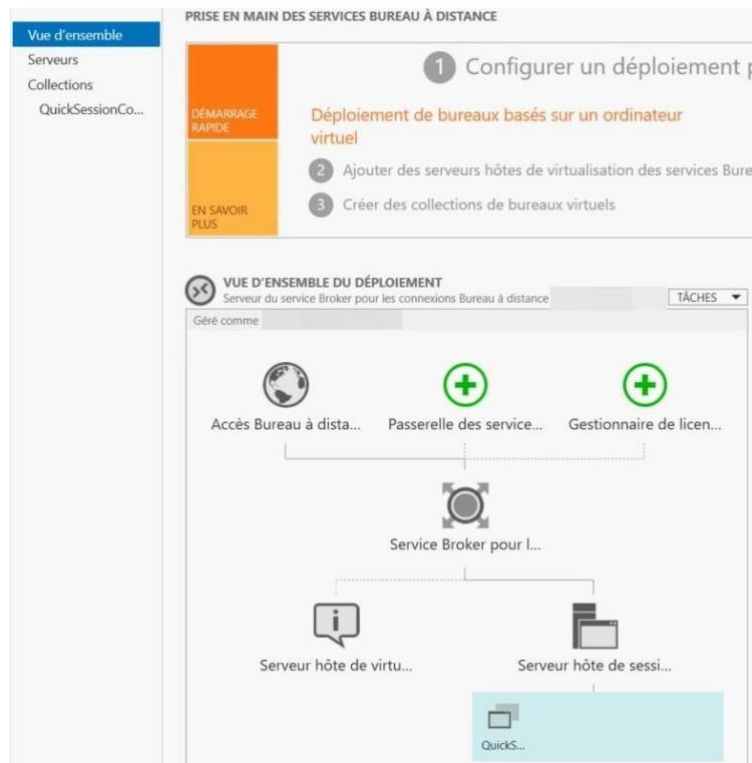 PRISE EN MAIN DES SERVICES BUREAU À DISTANCE
Vue d'ensemble
Serveurs
Collections
QuickSessionCo...
1 Configurer un déploiement p
DÉMARRAGE
RAPIDE
Déploiement de bureaux basés sur un ordinateur
virtuel
2 Ajouter des serveurs hôtes de virtualisation des services Bure
3 Créer des collections de bureaux virtuels
EN SAVOIR
PLUS
VUE D'ENSEMBLE DU DÉPLOIEMENT
Serveur du service Broker pour les connexions Bureau à distance
TÂCHES
Géré comme
Accès Bureau à dista... Passerelle des service... Gestionnaire de licen...
Service Broker pour l...
Serveur hôte de virtu... Serveur hôte de sessi...
QuickS...